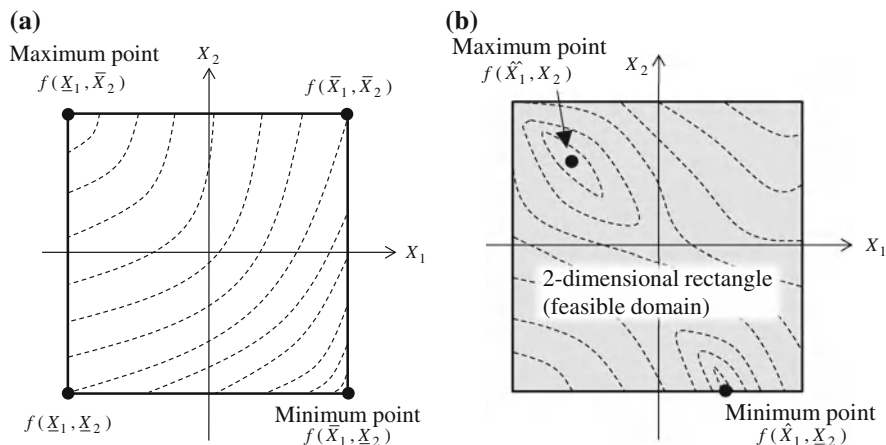 (a)
Maximum point
f(X̲₁, X̄₂)
X₂
f(X̄₁, X̄₂)
X₁
f(X̲₁, X̲₂)
Minimum point
f(X̄₁, X̲₂)
(b)
Maximum point
f(X̂̂₁, X₂)
X₂
X₁
2-dimensional rectangle
(feasible domain)
Minimum point
f(X̂₁, X̲₂)